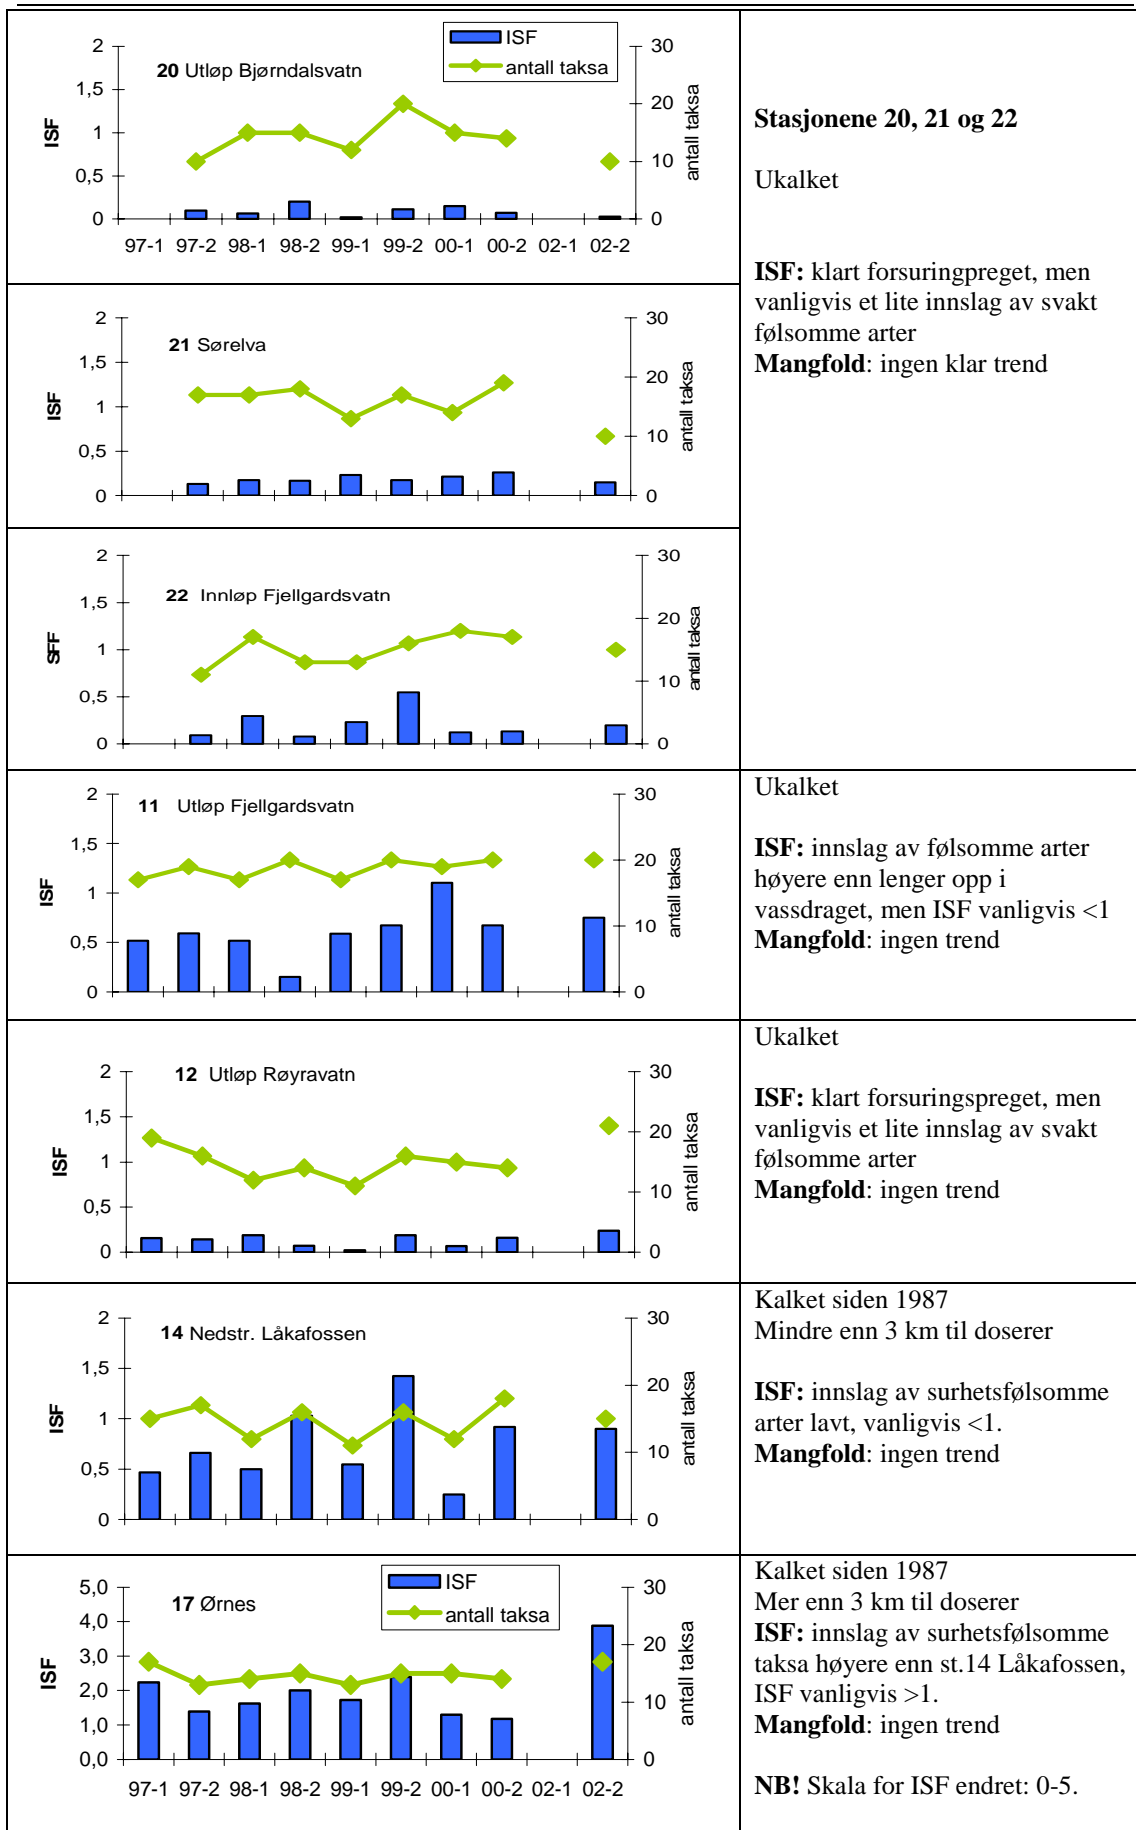 ISF
antall taksa
20 Utløp Bjørndalsvatn
2
1,5
1
0,5
0
ISF
30
20
10
0
antall taksa
97-1 97-2 98-1 98-2 99-1 99-2 00-1 00-2 02-1 02-2
Stasjonene 20, 21 og 22
Ukalket
ISF: klart forsuringpreget, men
vanligvis et lite innslag av svakt
følsomme arter
Mangfold: ingen klar trend
21 Sørelva
2
1,5
1
0,5
0
ISF
30
20
10
0
antall taksa
22 Innløp Fjellgardsvatn
2
1,5
1
0,5
0
30
20
10
0
antall taksa
11 Utløp Fjellgardsvatn
2
1,5
1
0,5
0
ISF
30
20
10
0
antall taksa
Ukalket
ISF: innslag av følsomme arter
høyere enn lenger opp i
vassdraget, men ISF vanligvis <1
Mangfold: ingen trend
12 Utløp Røyravatn
2
1,5
1
0,5
0
ISF
30
20
10
0
antall taksa
Ukalket
ISF: klart forsuringspreget, men
vanligvis et lite innslag av svakt
følsomme arter
Mangfold: ingen trend
14 Nedstr. Låkafossen
2
1,5
1
0,5
0
ISF
30
20
10
0
antall taksa
Kalket siden 1987
Mindre enn 3 km til doserer
ISF: innslag av surhetsfølsomme
arter lavt, vanligvis <1.
Mangfold: ingen trend
ISF
antall taksa
17 Ørnes
5,0
4,0
3,0
2,0
1,0
0,0
ISF
30
20
10
0
antall taksa
97-1 97-2 98-1 98-2 99-1 99-2 00-1 00-2 02-1 02-2
Kalket siden 1987
Mer enn 3 km til doserer
ISF: innslag av surhetsfølsomme
taksa høyere enn st.14 Låkafossen,
ISF vanligvis >1.
Mangfold: ingen trend
NB! Skala for ISF endret: 0-5.